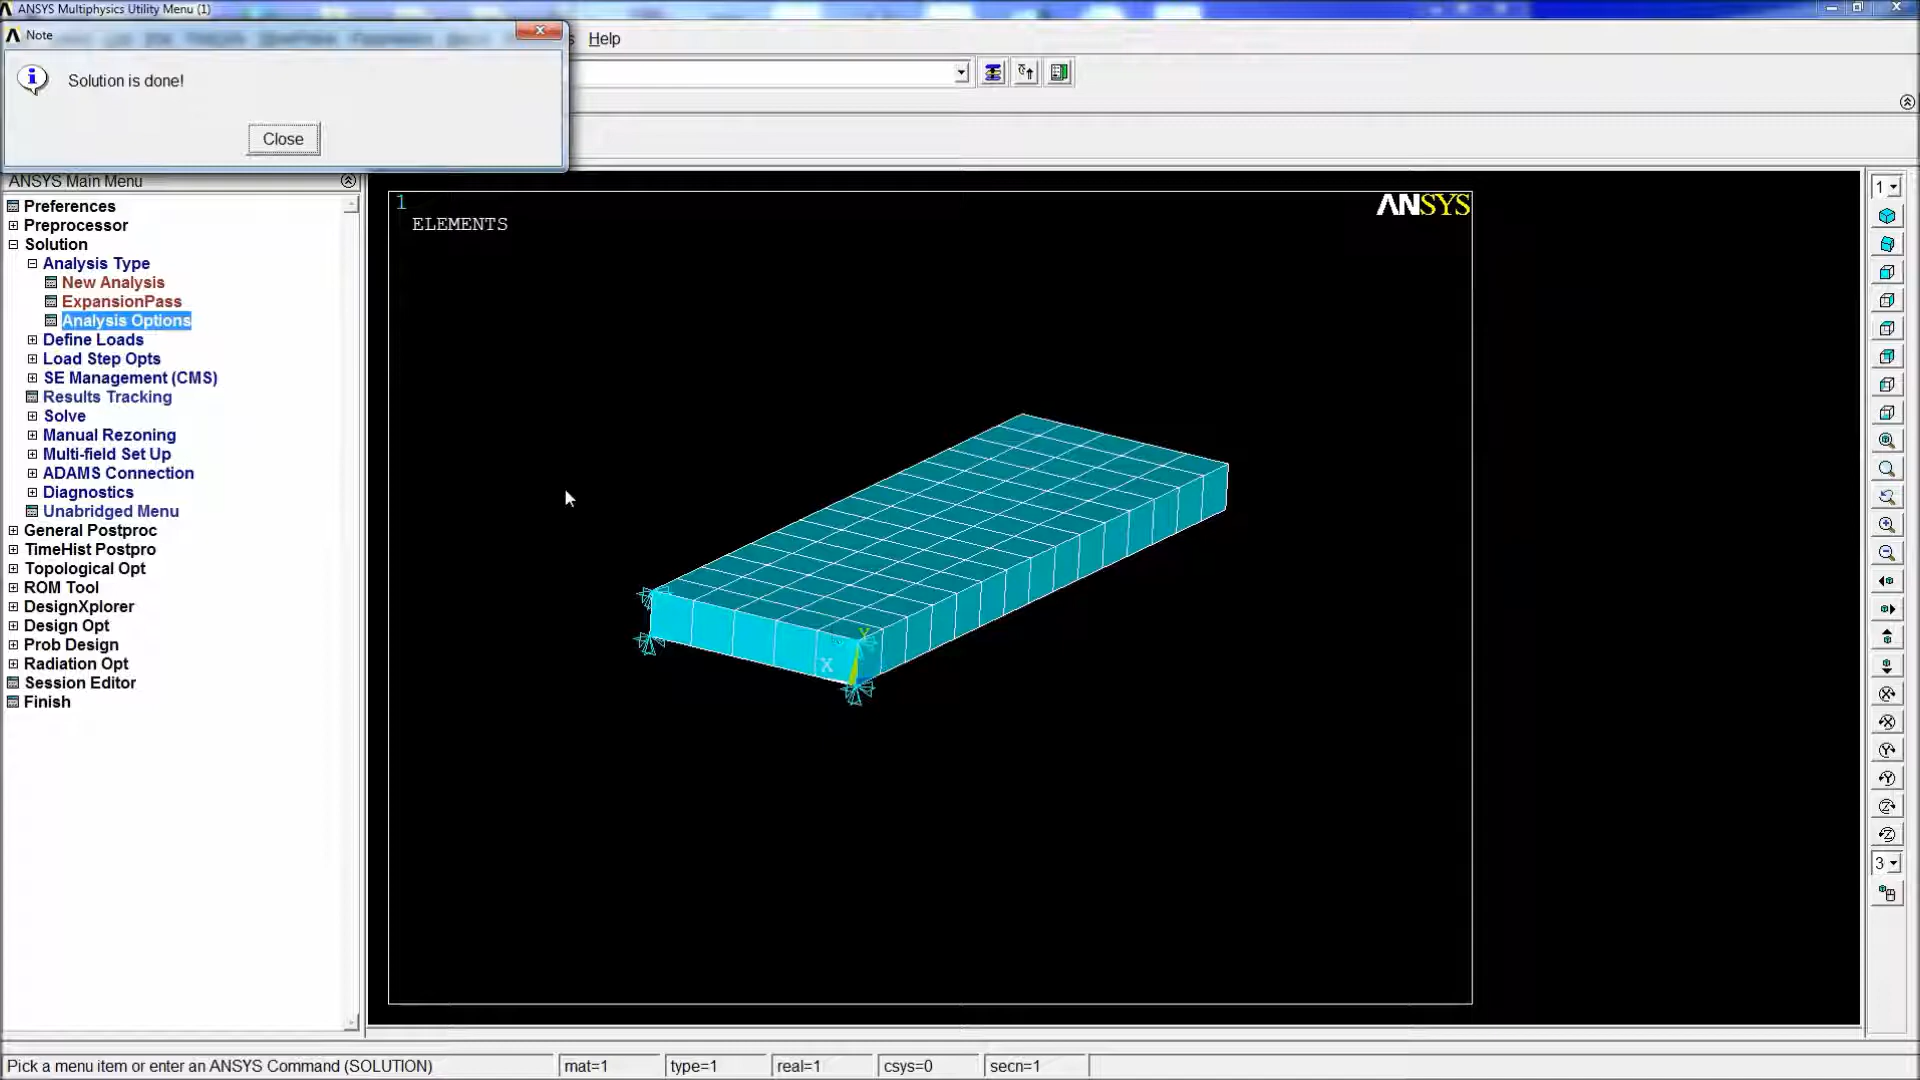 ANSYS Multiphysics Utility Menu (1)
Note
Help
Solution is done!
Close
ANSYS Main Menu
Preferences
Preprocessor
Solution
Analysis Type
New Analysis
ExpansionPass
Analysis Options
Define Loads
Load Step Opts
SE Management (CMS)
Results Tracking
Solve
Manual Rezoning
Multi-field Set Up
ADAMS Connection
Diagnostics
Unabridged Menu
General Postproc
TimeHist Postpro
Topological Opt
ROM Tool
DesignXplorer
Design Opt
Prob Design
Radiation Opt
Session Editor
Finish
1
ELEMENTS
ANSYS
Y
X
1
3
Pick a menu item or enter an ANSYS Command (SOLUTION)
mat=1
type=1
real=1
csys=0
secn=1